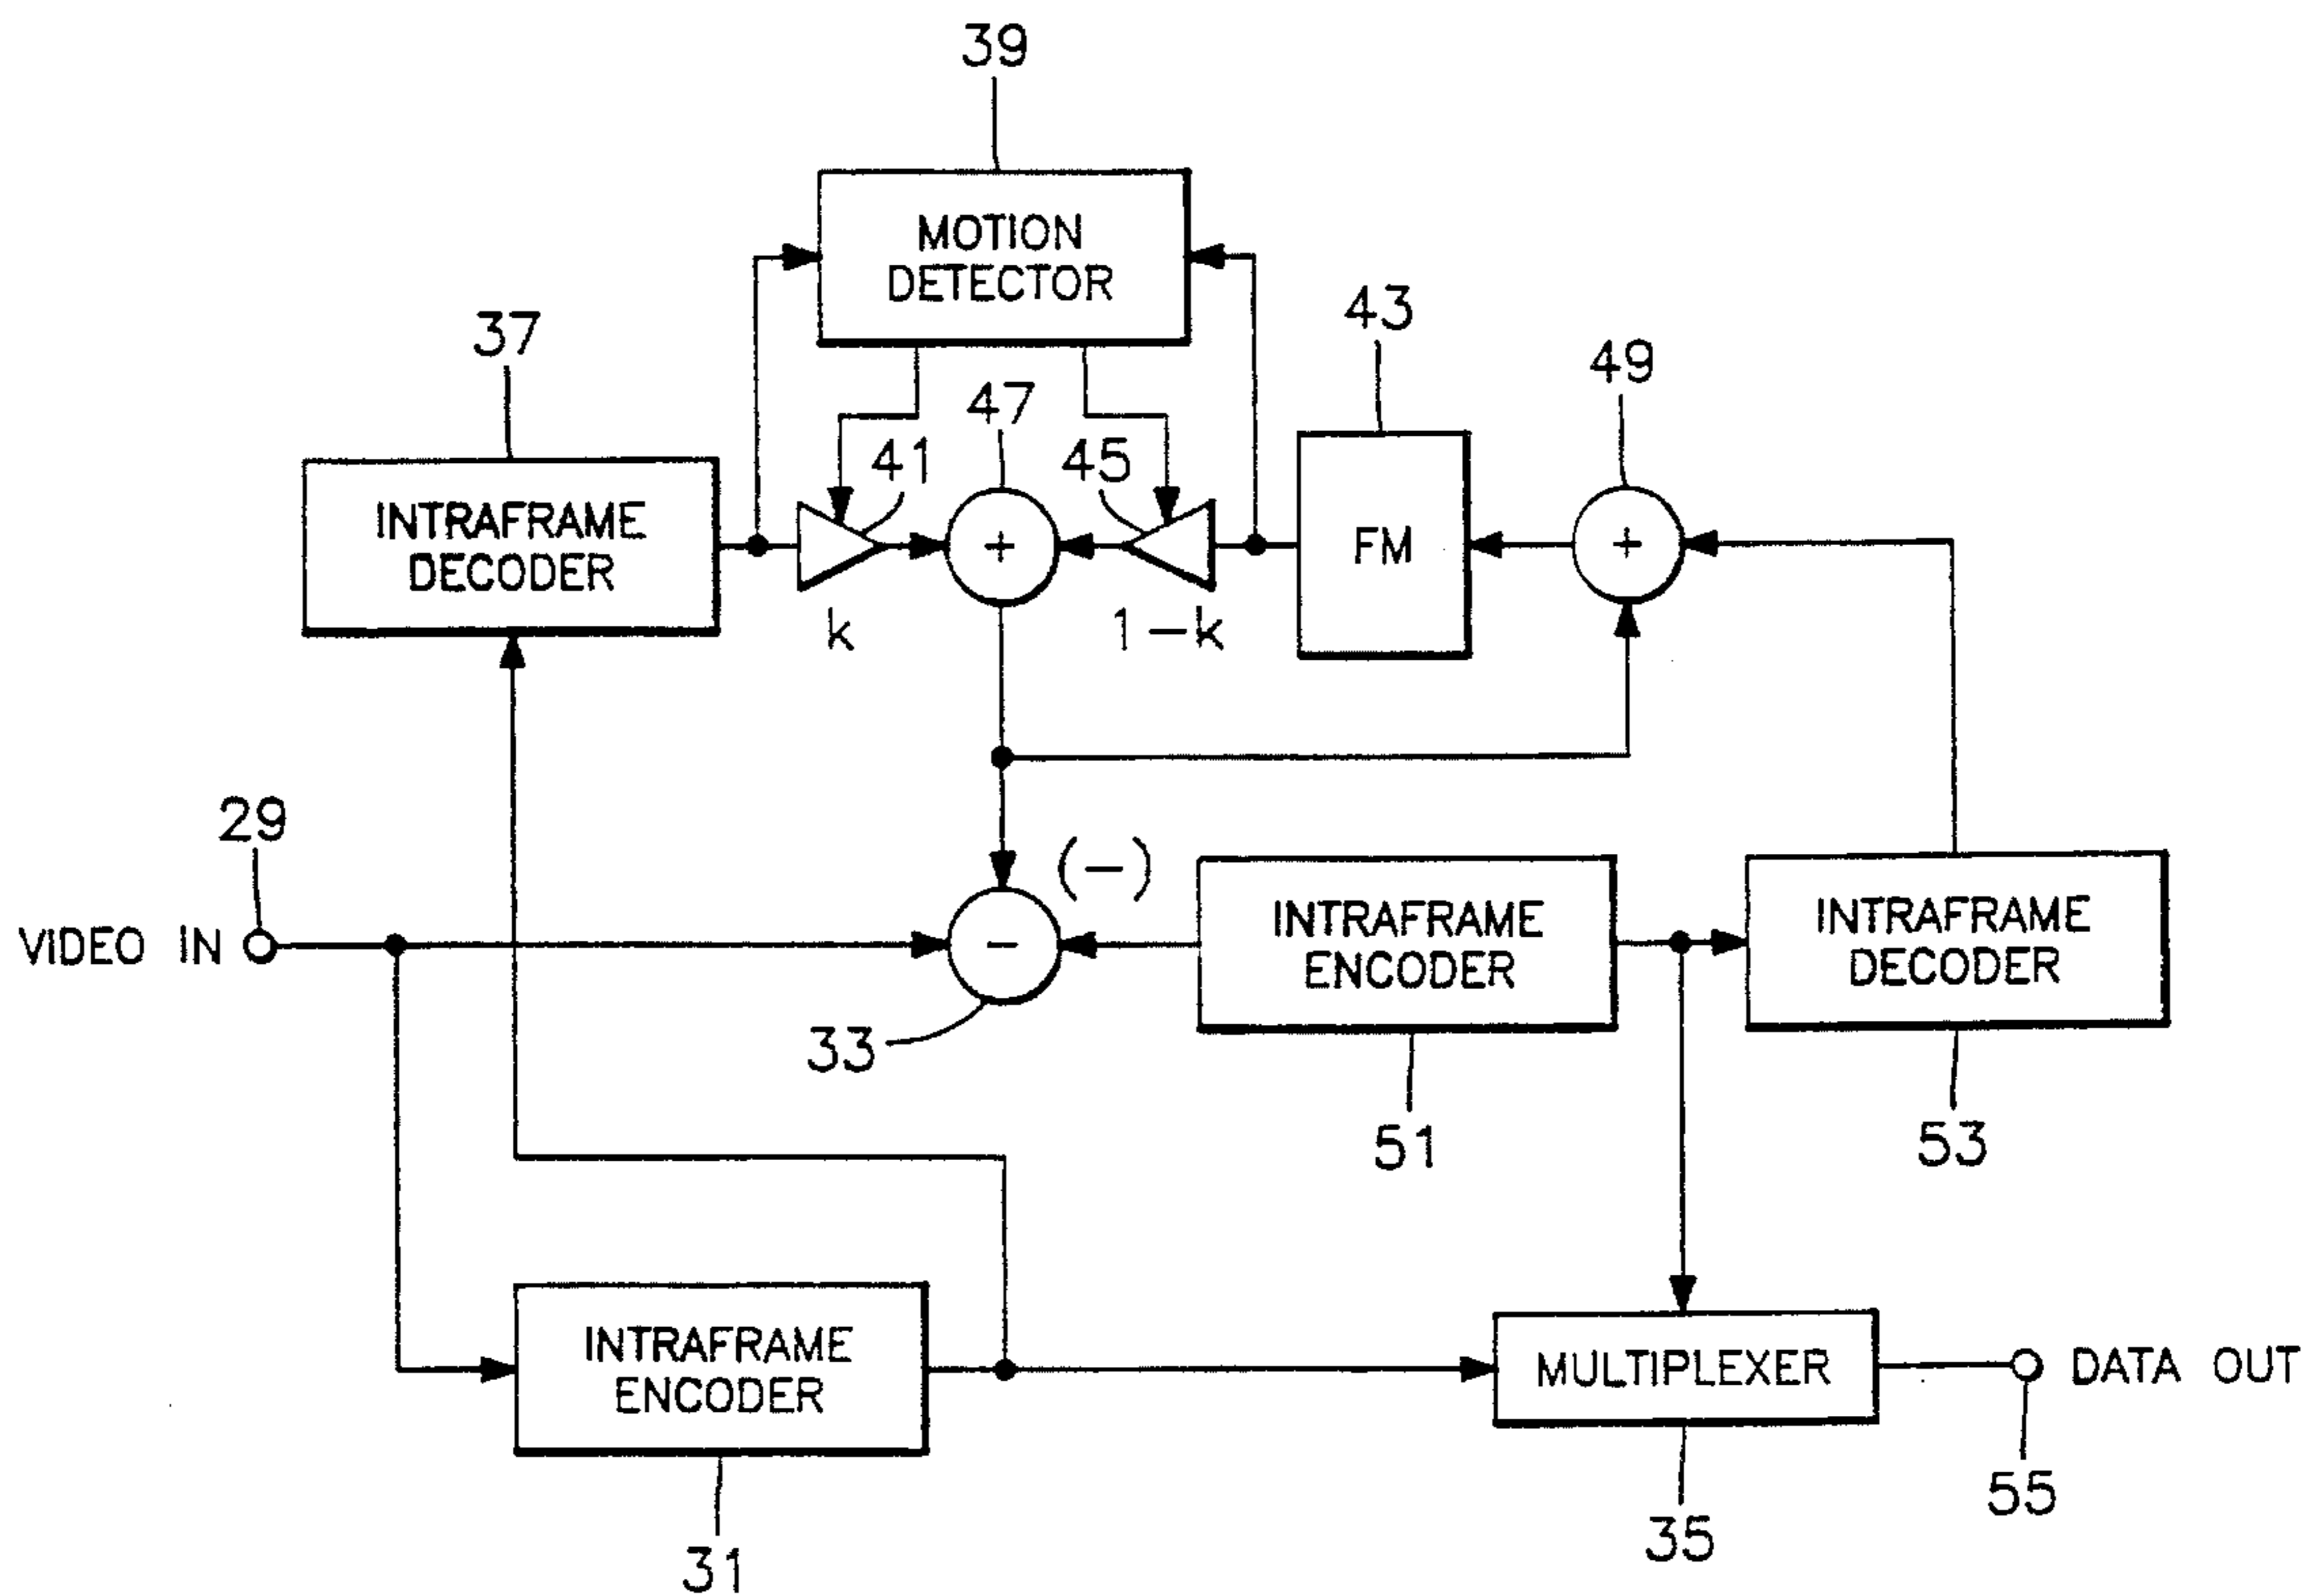 39
MOTION
DETECTOR
37
43
49
47
41
45
INTRAFRAME
DECODER
+
FM
+
k
1-k
29
(-)
VIDEO IN
-
INTRAFRAME
ENCODER
INTRAFRAME
DECODER
33
51
53
INTRAFRAME
ENCODER
MULTIPLEXER
DATA OUT
55
35
31